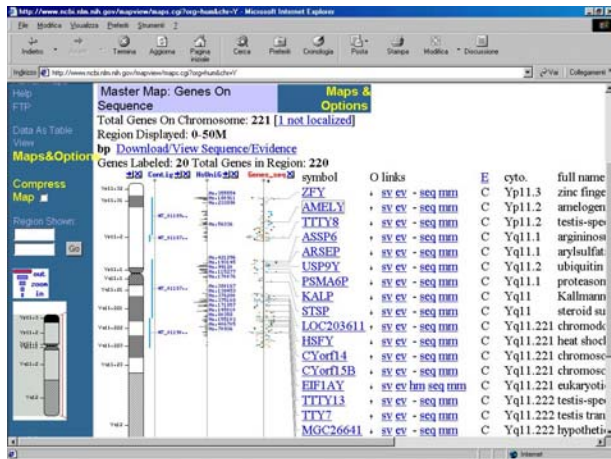 http://www.ncbi.nlm.nih.gov/mapview/maps.cgi?org=hum&chr=Y - Microsoft Internet Explorer
File Modifica Visualizza Preferiti Strumenti ?
Indietro Termina Aggiorna Pagina iniziale Cerca Preferiti Cronologia Posta Stampa Modifica Discussione
Indirizzo http://www.ncbi.nlm.nih.gov/mapview/maps.cgi?org=hum&chr=Y Vai Collegamenti
Help
FTP
Data As Table
View
Maps&Option
Compress
Map
Region Shown:
Go
out
zoom
in
Master Map: Genes On
Sequence
Maps &
Options
Total Genes On Chromosome: 221 [1 not localized]
Region Displayed: 0-50M
bp Download/View Sequence/Evidence
Genes Labeled: 20 Total Genes in Region: 220
Contig HsUniG Genes_seq symbol O links E cyto. full name
ZFY sv ev - seq mm C Yp11.3 zinc finge
AMELY sv ev - seq mm C Yp11.2 amelogen
TTTY8 sv ev - seq mm C Yp11.2 testis-spe
ASSP6 sv ev - seq mm C Yq11.1 argininos
ARSEP sv ev - seq mm C Yq11.1 arylsulfat
USP9Y sv ev - seq mm C Yq11.2 ubiquitin
PSMA6P sv ev - seq mm C Yq11.1 proteason
KALP sv ev - seq mm C Yq11 Kallmann
STSP sv ev - seq mm C Yq11 steroid su
LOC203611 sv ev - seq mm C Yq11.221 chromodo
HSFY sv ev - seq mm C Yq11.221 heat shocl
CYorf14 sv ev - seq mm C Yq11.221 chromosc
CYorf15B sv ev - seq mm C Yq11.221 chromosc
EIF1AY sv ev hm seq mm C Yq11.221 eukaryoti
TTTY13 sv ev - seq mm C Yq11.222 testis-spe
TTY7 sv ev - seq mm C Yq11.222 testis tran
MGC26641 sv ev - seq mm C Yq11.222 hypotheti
Internet